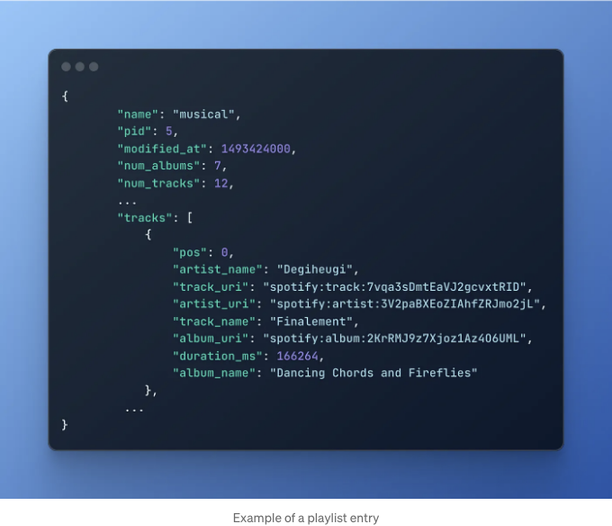 {
"name": "musical",
"pid": 5,
"modified_at": 1493424000,
"num_albums": 7,
"num_tracks": 12,
...
"tracks": [
{
"pos": 0,
"artist_name": "Degiheugi",
"track_uri": "spotify:track:7vqa3sDmtEaVJ2gcvxtRID",
"artist_uri": "spotify:artist:3V2paBXEoZIAhfZRJmo2jL",
"track_name": "Finalement",
"album_uri": "spotify:album:2KrRMJ9z7Xjoz1Az4O6UML",
"duration_ms": 166264,
"album_name": "Dancing Chords and Fireflies"
},
...
}
Example of a playlist entry